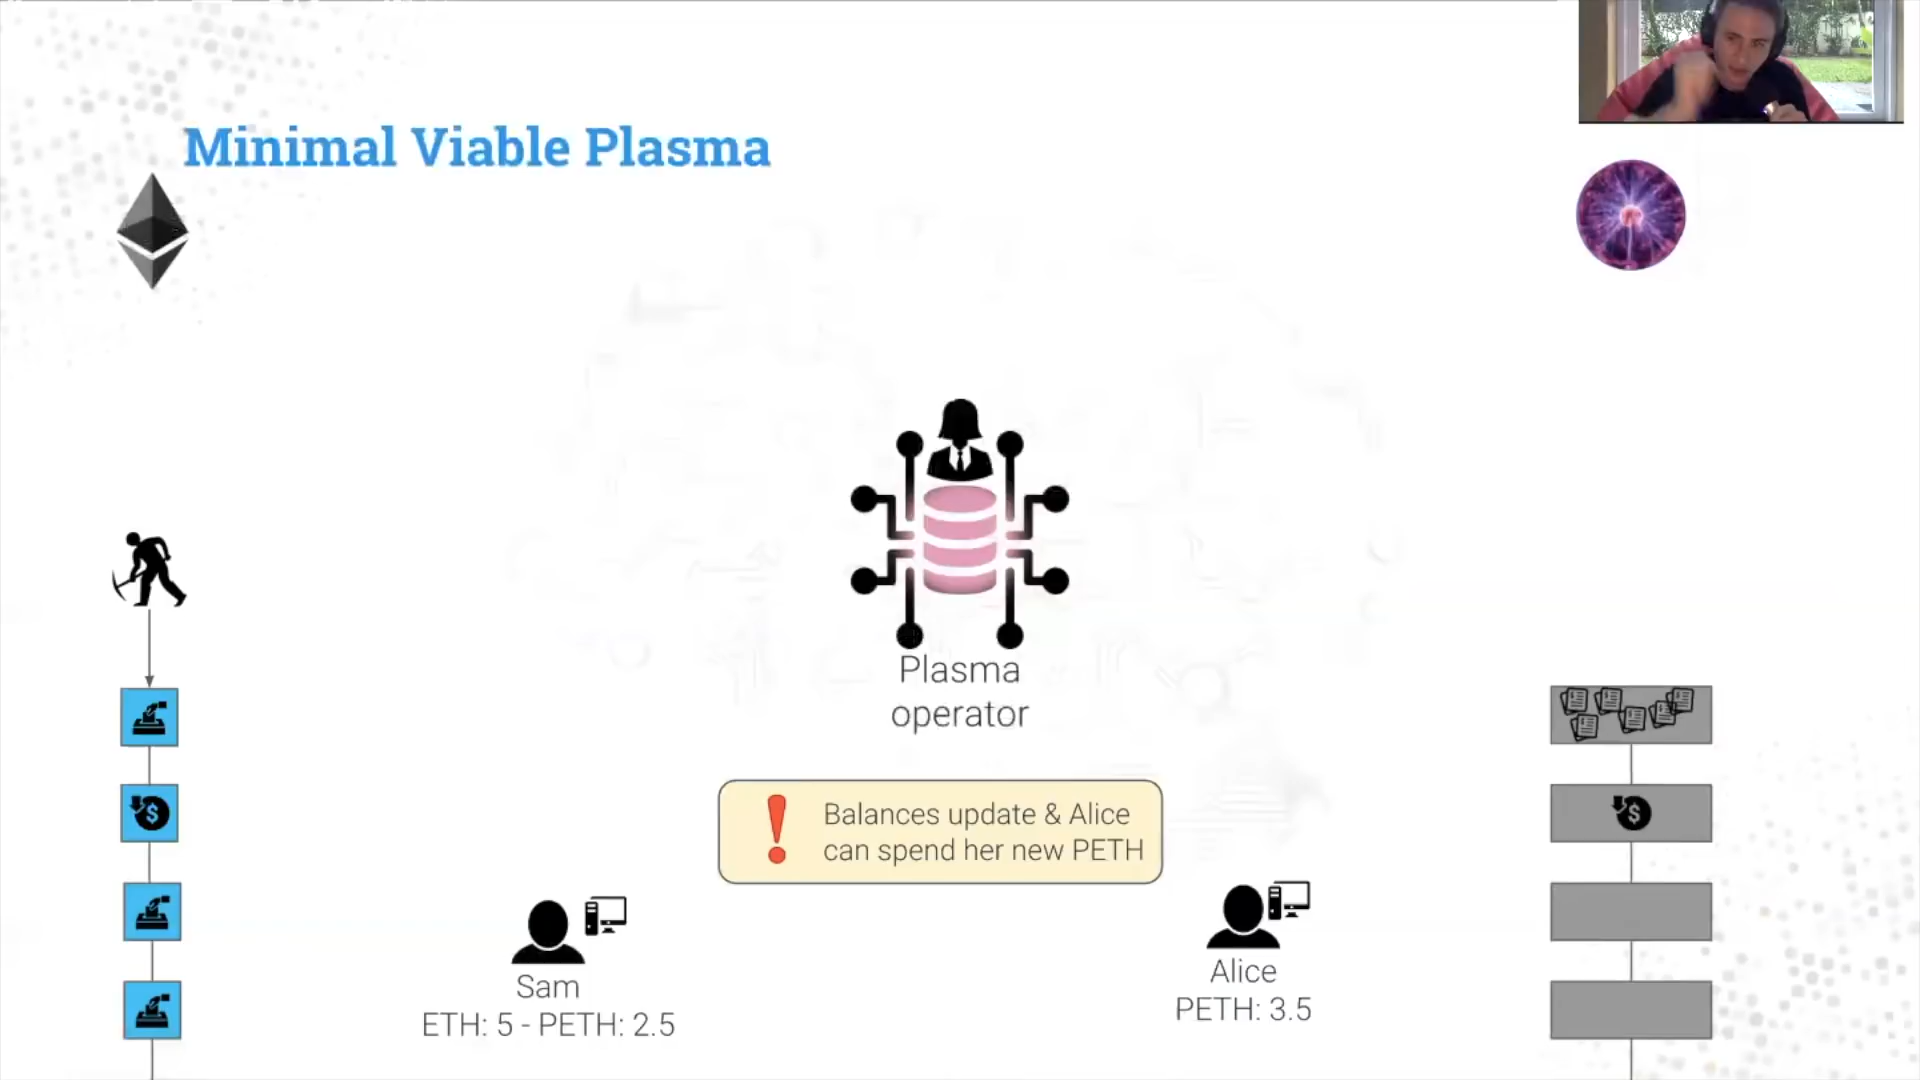 Minimal Viable Plasma
Plasma
operator
Balances update & Alice
can spend her new PETH
Sam
ETH: 5 - PETH: 2.5
Alice
PETH: 3.5